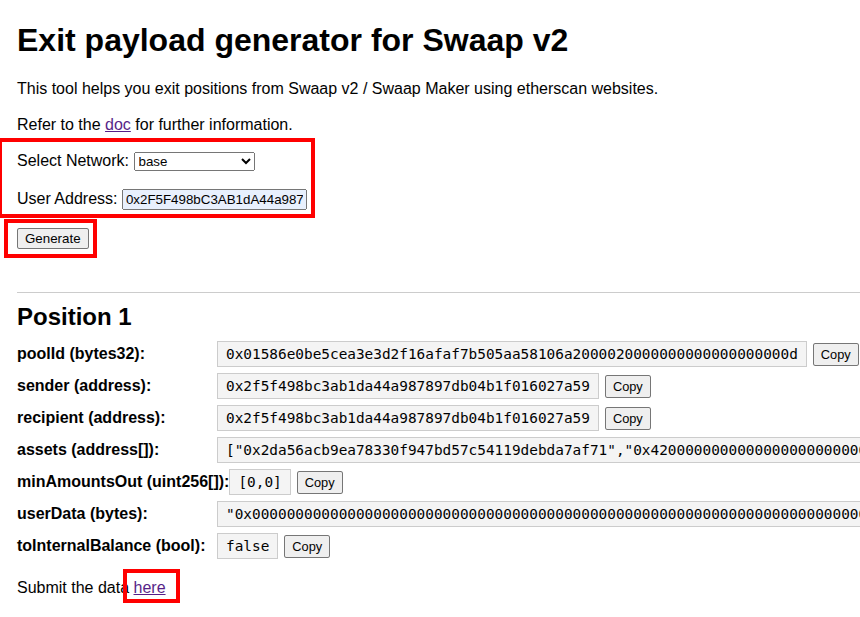 Exit payload generator for Swaap v2
This tool helps you exit positions from Swaap v2 / Swaap Maker using etherscan websites.
Refer to the doc for further information.
Select Network: base
User Address: 0x2F5F498bC3AB1dA44a987
Generate
Position 1
poolId (bytes32): 0x01586e0be5cea3e3d2f16afaf7b505aa58106a2000020000000000000000000d Copy
sender (address): 0x2f5f498bc3ab1da44a987897db04b1f016027a59 Copy
recipient (address): 0x2f5f498bc3ab1da44a987897db04b1f016027a59 Copy
assets (address[]): ["0x2da56acb9ea78330f947bd57c54119debda7af71","0x420000000000000000000000
minAmountsOut (uint256[]): [0,0] Copy
userData (bytes): "0x0000000000000000000000000000000000000000000000000000000000000000000000
toInternalBalance (bool): false Copy
Submit the data here